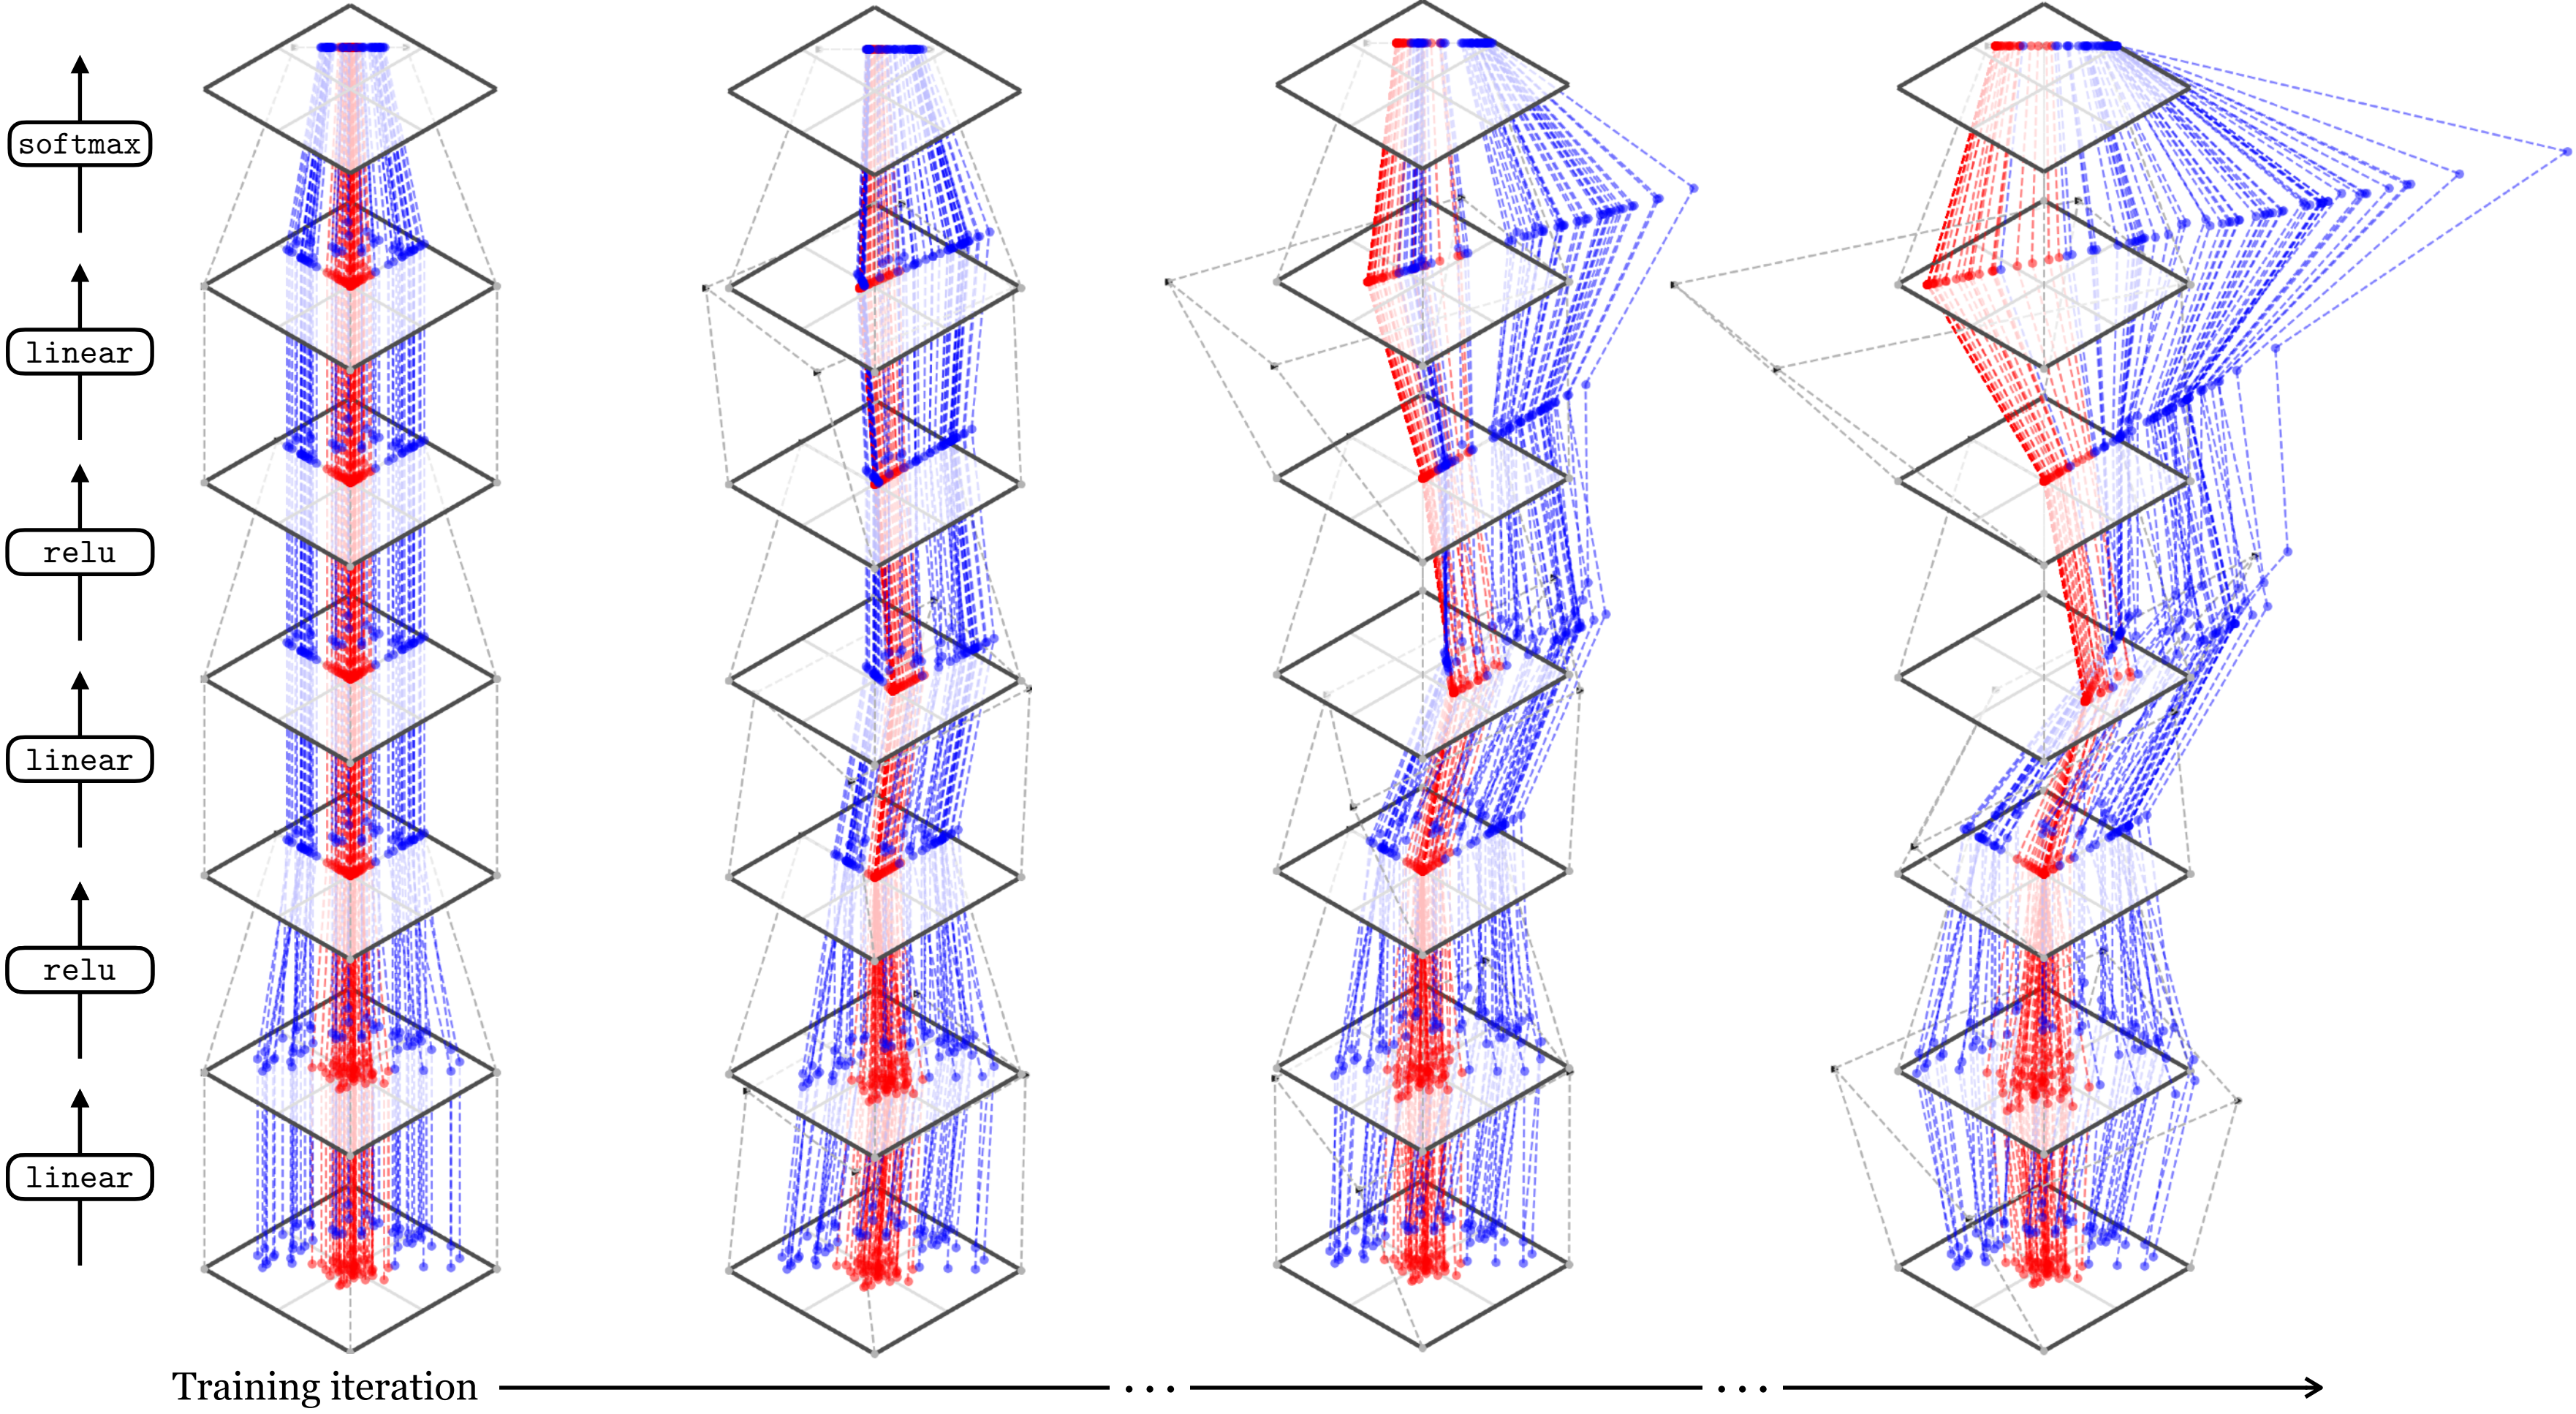 softmax
linear
relu
linear
relu
linear
Training iteration
... ...